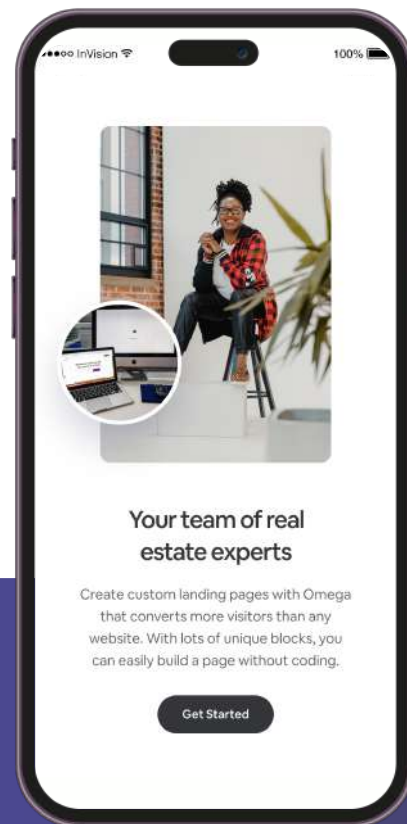 InVision
100%
Your team of real
estate experts
Create custom landing pages with Omega
that converts more visitors than any
website. With lots of unique blocks, you
can easily build a page without coding.
Get Started